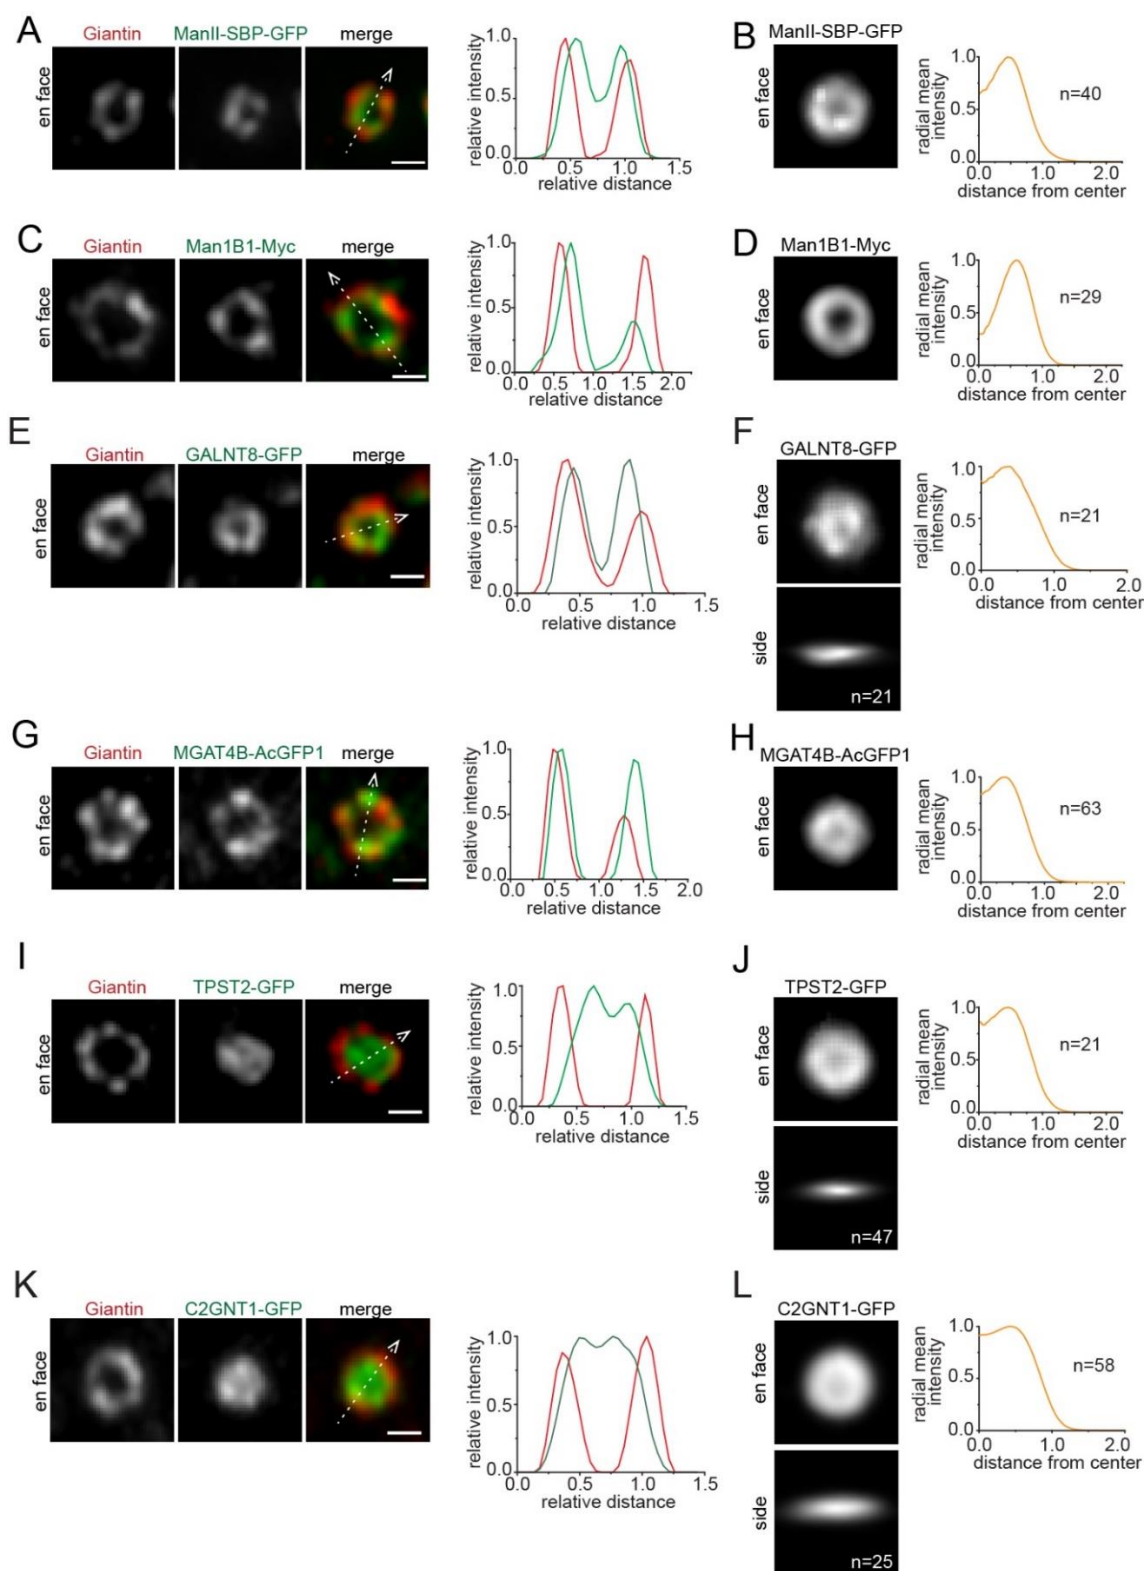 A
Giantin ManII-SBP-GFP merge
en face
relative intensity
1.0
0.5
0.0
0.0 0.5 1.0 1.5
relative distance
B
ManII-SBP-GFP
en face
radial mean
intensity
1.0
0.5
0.0
n=40
0.0 1.0 2.0
distance from center
C
Giantin Man1B1-Myc merge
en face
relative intensity
1.0
0.5
0.0
0.0 0.5 1.0 1.5 2.0
relative distance
D
Man1B1-Myc
en face
radial mean
intensity
1.0
0.5
0.0
n=29
0.0 1.0 2.0
distance from center
E
Giantin GALNT8-GFP merge
en face
relative intensity
1.0
0.5
0.0
0.0 0.5 1.0 1.5
relative distance
F
GALNT8-GFP
en face
radial mean
intensity
1.0
0.5
0.0
n=21
0.0 1.0 2.0
distance from center
side
n=21
G
Giantin MGAT4B-AcGFP1 merge
en face
relative intensity
1.0
0.5
0.0
0.0 0.5 1.0 1.5 2.0
relative distance
H
MGAT4B-AcGFP1
en face
radial mean
intensity
1.0
0.5
0.0
n=63
0.0 1.0 2.0
distance from center
I
Giantin TPST2-GFP merge
en face
relative intensity
1.0
0.5
0.0
0.0 0.5 1.0 1.5
relative distance
J
TPST2-GFP
en face
radial mean
intensity
1.0
0.5
0.0
n=21
0.0 1.0 2.0
distance from center
side
n=47
K
Giantin C2GNT1-GFP merge
en face
relative intensity
1.0
0.5
0.0
0.0 0.5 1.0 1.5
relative distance
L
C2GNT1-GFP
en face
radial mean
intensity
1.0
0.5
0.0
n=58
0.0 1.0 2.0
distance from center
side
n=25